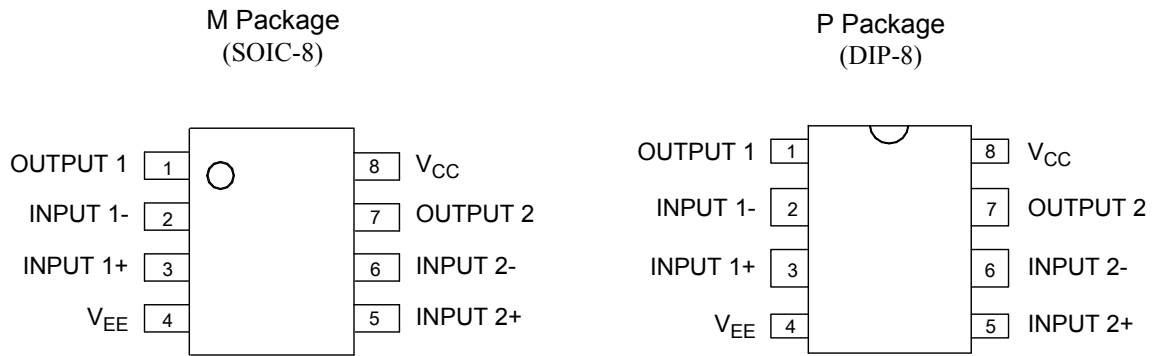 M Package
(SOIC-8)
OUTPUT 1 1
INPUT 1- 2
INPUT 1+ 3
VEE 4
8 VCC
7 OUTPUT 2
6 INPUT 2-
5 INPUT 2+
P Package
(DIP-8)
OUTPUT 1 1
INPUT 1- 2
INPUT 1+ 3
VEE 4
8 VCC
7 OUTPUT 2
6 INPUT 2-
5 INPUT 2+